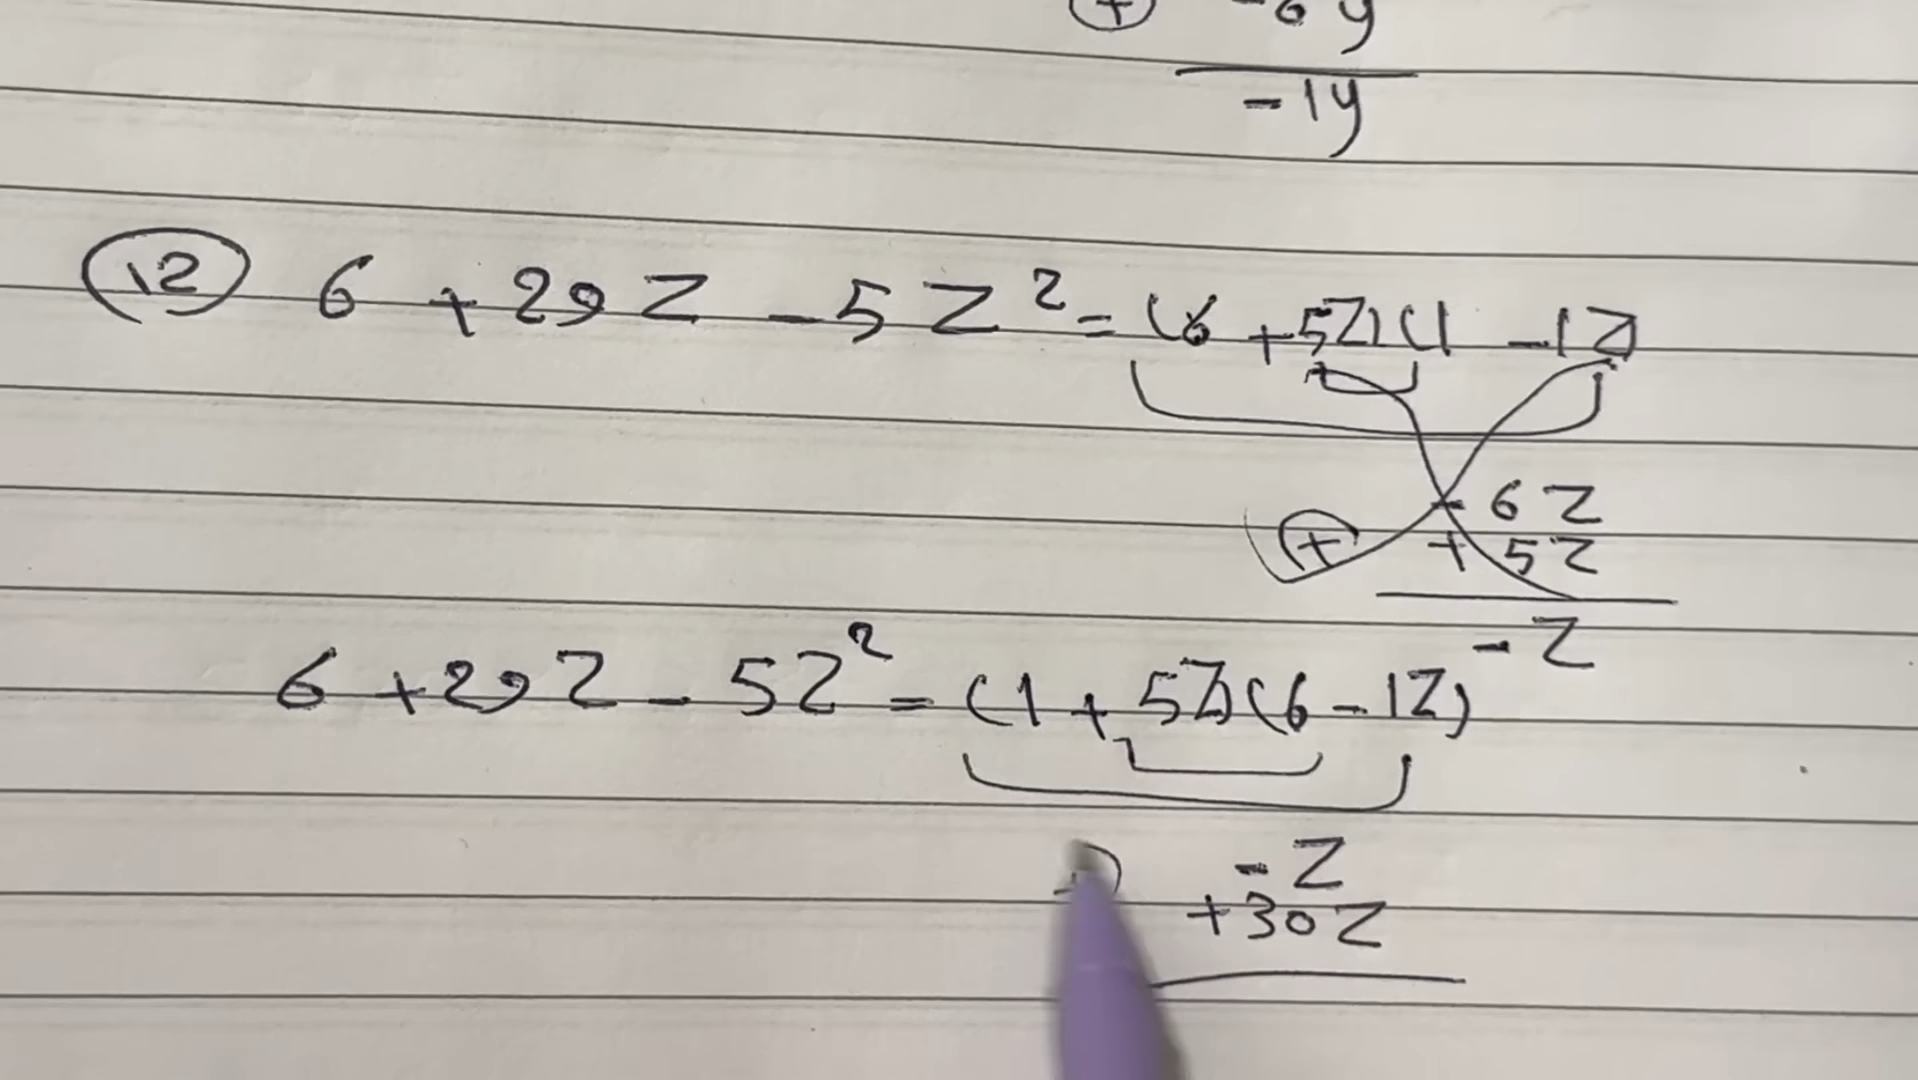 + -6y
-1y
12 6 + 29Z - 5Z² = (6 + 5Z)(1 - 1Z)
- 6Z
+ + 5Z
- Z
6 + 29Z - 5Z² = (1 + 5Z)(6 - 1Z)
- Z
+30Z